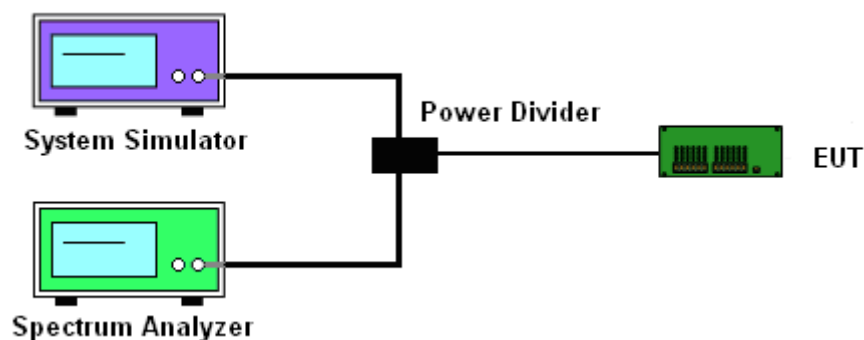 System Simulator
Power Divider
EUT
Spectrum Analyzer